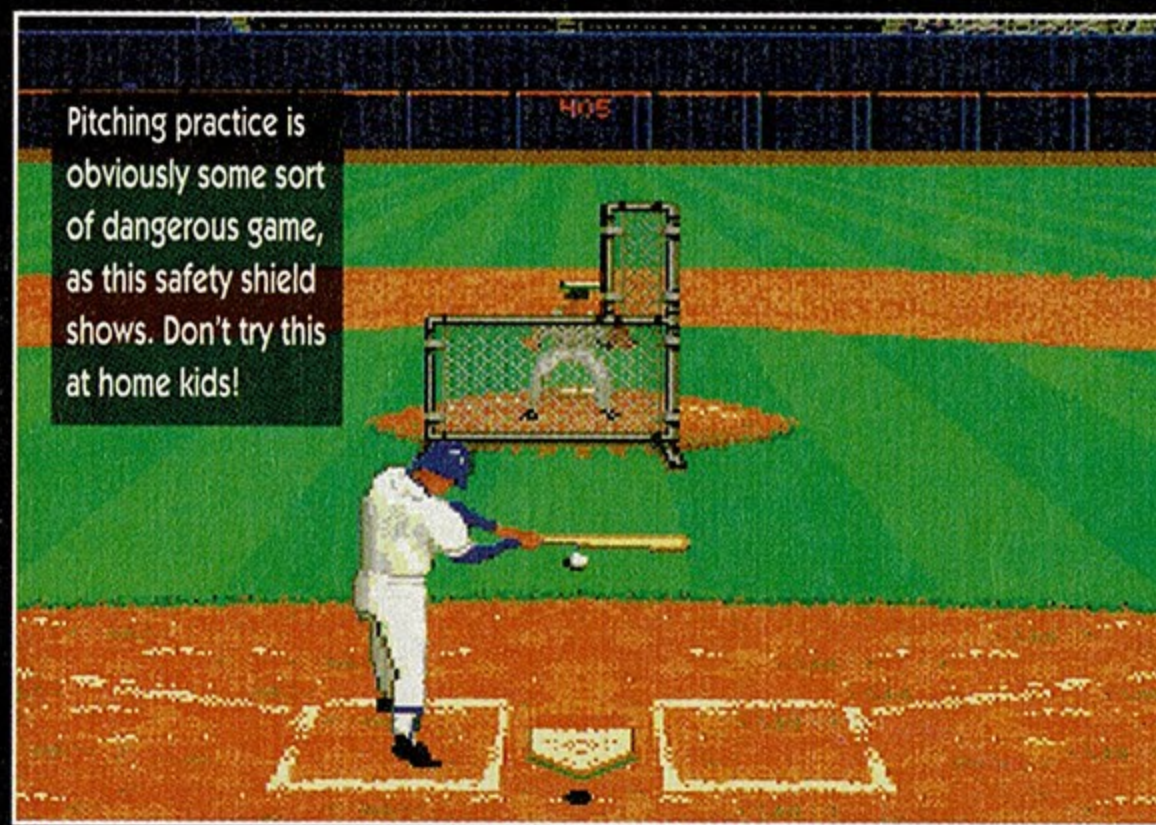 405
Pitching practice is
obviously some sort
of dangerous game,
as this safety shield
shows. Don't try this
at home kids!